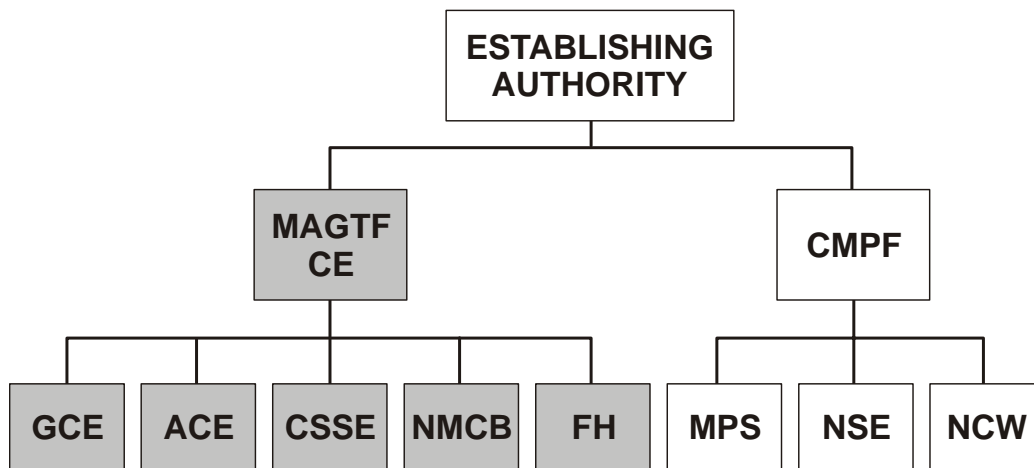 ESTABLISHING
AUTHORITY
MAGTF
CE
CMPF
GCE
ACE
CSSE
NMCB
FH
MPS
NSE
NCW